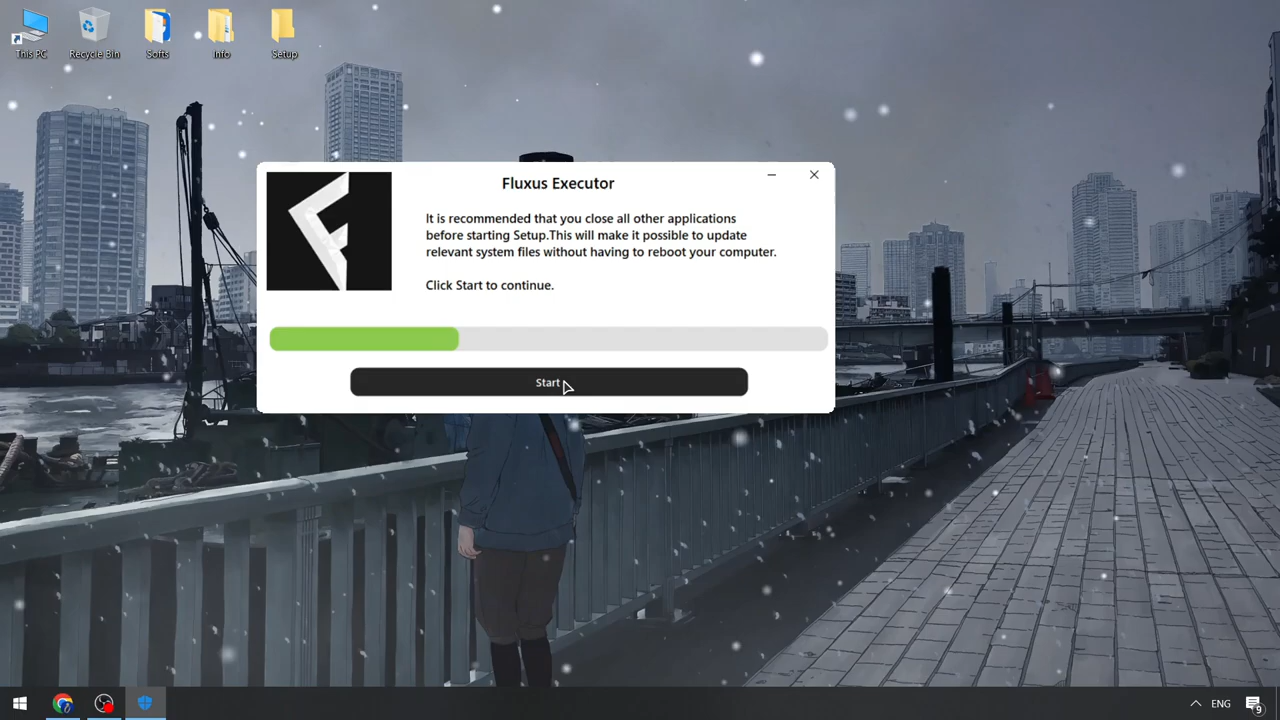 This PC
Recycle Bin
Softs
Info
Setup
Fluxus Executor
It is recommended that you close all other applications
before starting Setup.This will make it possible to update
relevant system files without having to reboot your computer.
Click Start to continue.
Start
ENG
9